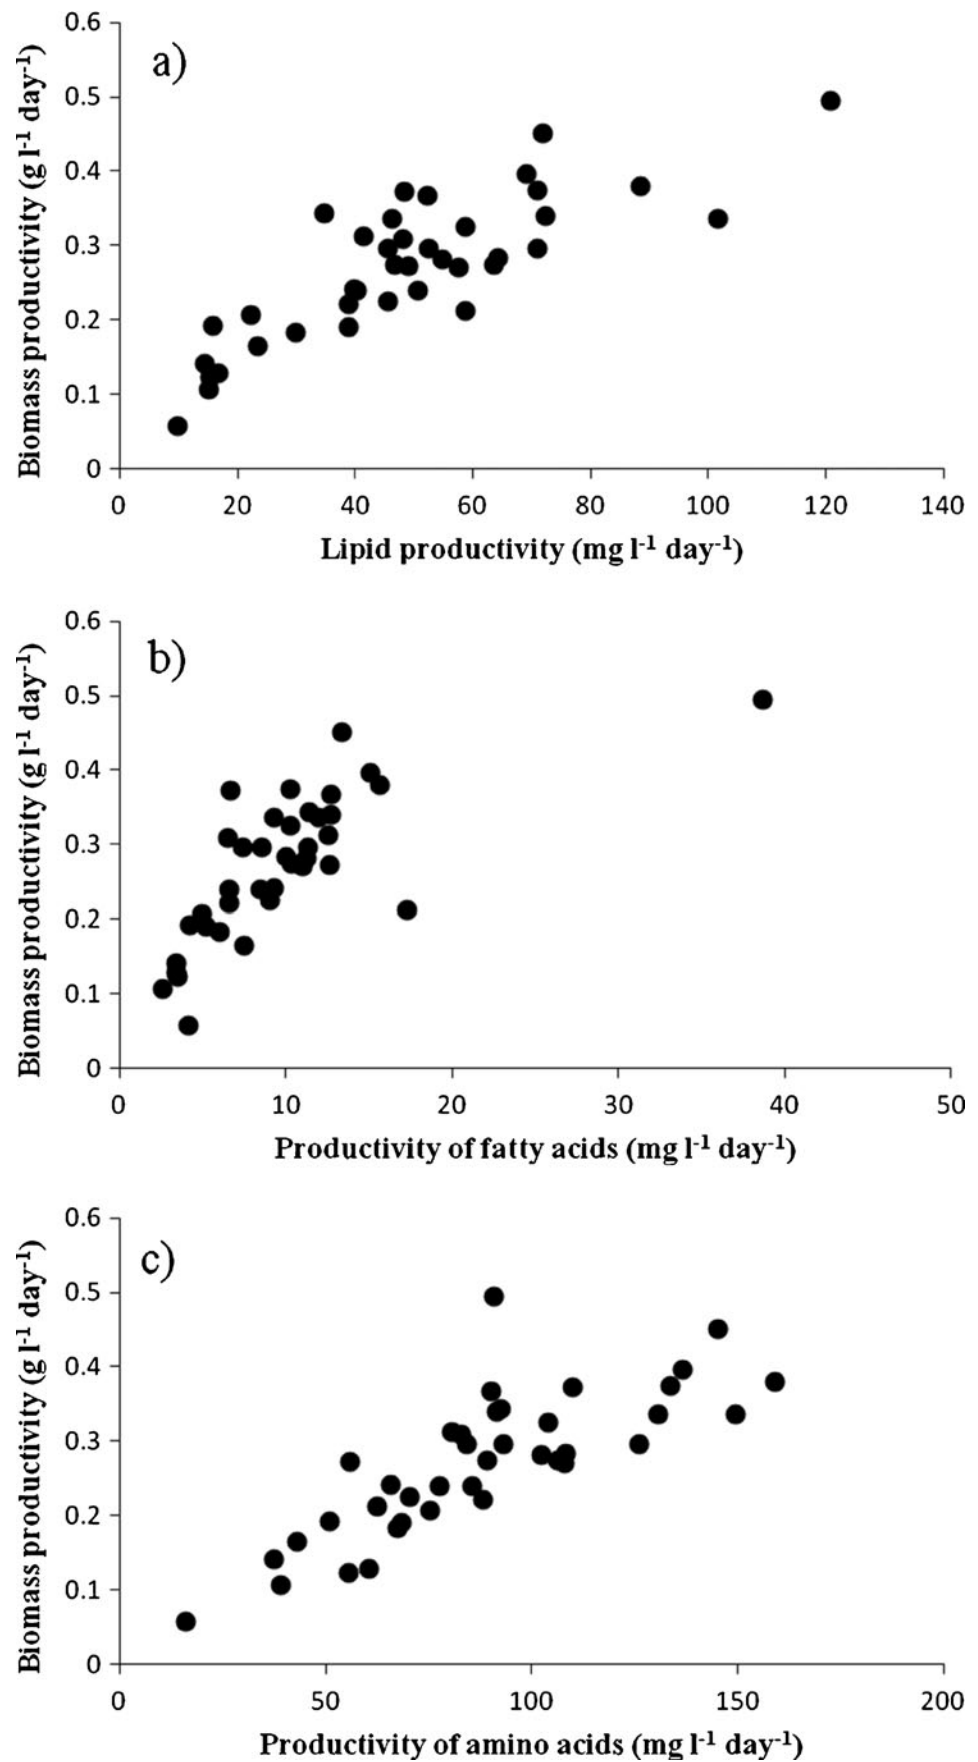 a)
Biomass productivity (g l⁻¹ day⁻¹)
0.6
0.5
0.4
0.3
0.2
0.1
0
0 20 40 60 80 100 120 140
Lipid productivity (mg l⁻¹ day⁻¹)
b)
Biomass productivity (g l⁻¹ day⁻¹)
0.6
0.5
0.4
0.3
0.2
0.1
0
0 10 20 30 40 50
Productivity of fatty acids (mg l⁻¹ day⁻¹)
c)
Biomass productivity (g l⁻¹ day⁻¹)
0.6
0.5
0.4
0.3
0.2
0.1
0
0 50 100 150 200
Productivity of amino acids (mg l⁻¹ day⁻¹)